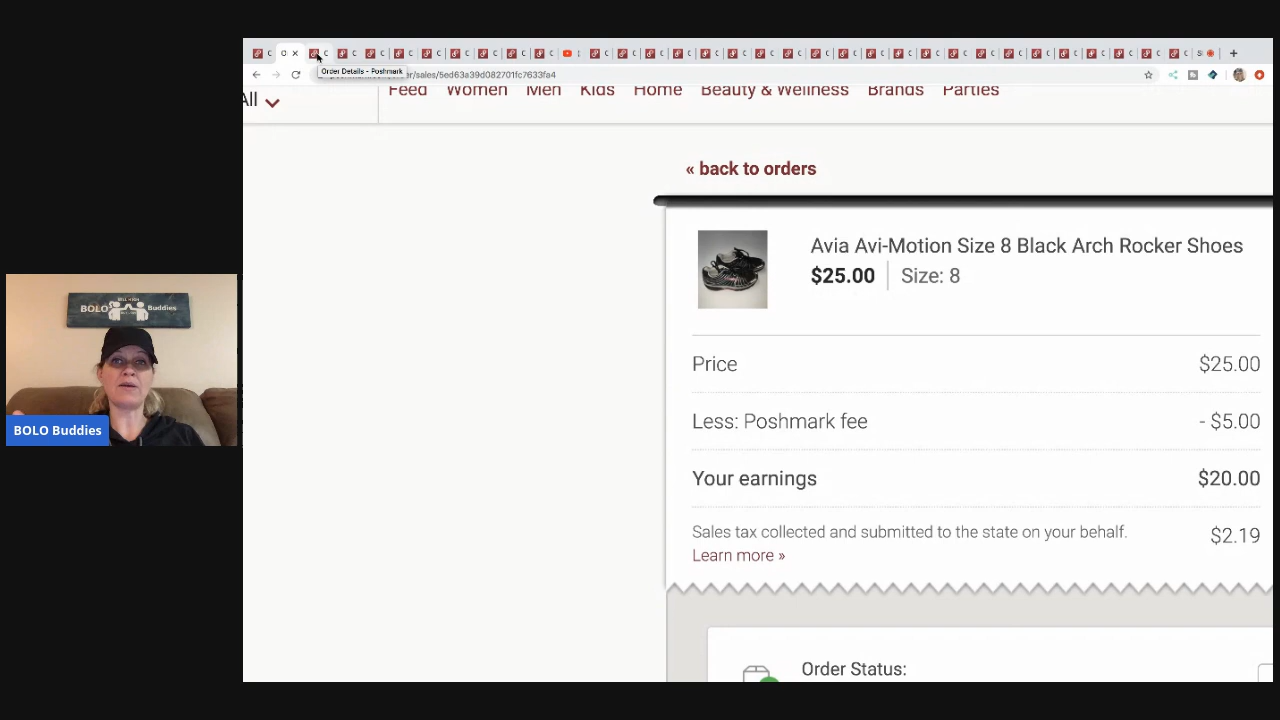 Order Details - Poshmark
er/sales/5ed63a39d082701fc7633fa4
All
Feed Women Men Kids Home Beauty & Wellness Brands Parties
« back to orders
Avia Avi-Motion Size 8 Black Arch Rocker Shoes
$25.00 Size: 8
Price $25.00
Less: Poshmark fee - $5.00
Your earnings $20.00
Sales tax collected and submitted to the state on your behalf. $2.19
Learn more »
Order Status:
BOLO Buddies
BOLO Buddies